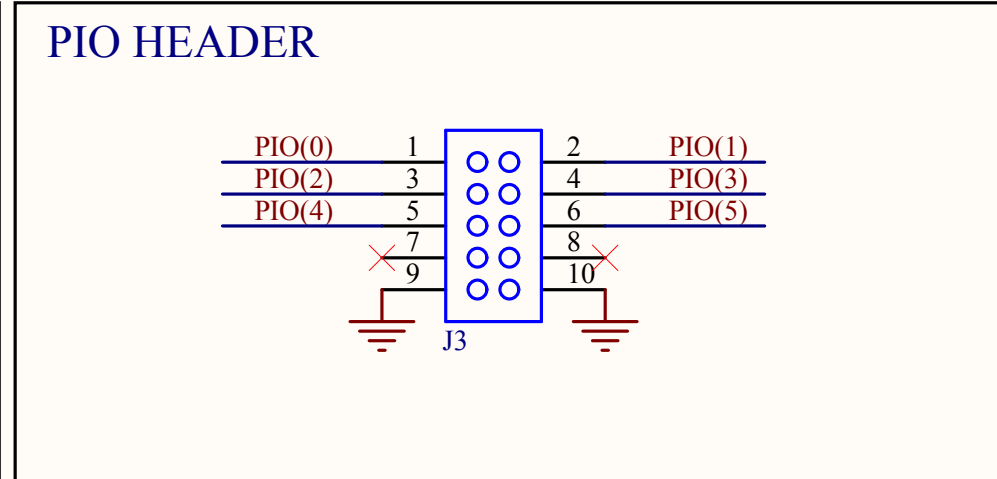 PIO HEADER
PIO(0) 1 2 PIO(1)
PIO(2) 3 4 PIO(3)
PIO(4) 5 6 PIO(5)
7 8
9 10
J3